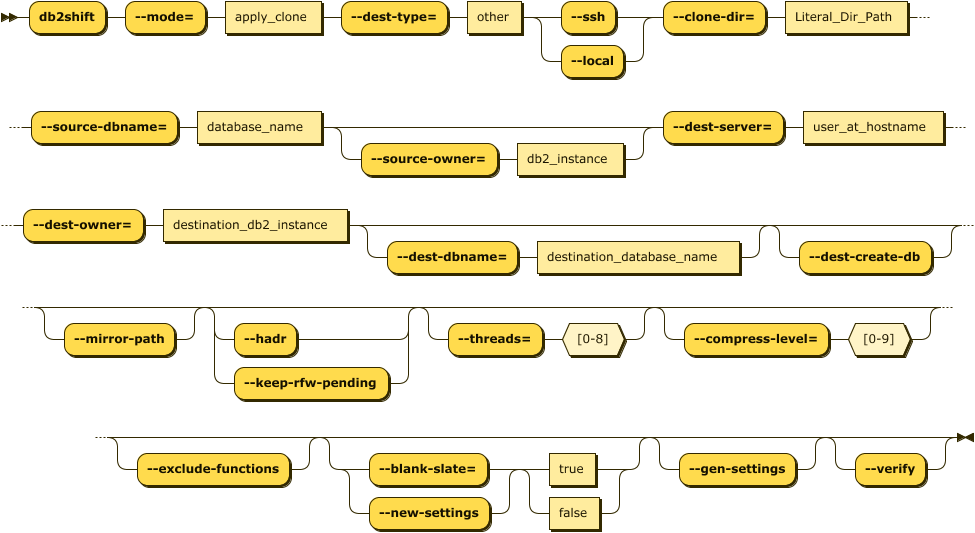 db2shift --mode= apply_clone --dest-type= other --ssh --clone-dir= Literal_Dir_Path
--local
--source-dbname= database_name --dest-server= user_at_hostname
--source-owner= db2_instance
--dest-owner= destination_db2_instance
--dest-dbname= destination_database_name --dest-create-db
--mirror-path --hadr --threads= [0-8] --compress-level= [0-9]
--keep-rfw-pending
--exclude-functions --blank-slate= true --gen-settings --verify
--new-settings false